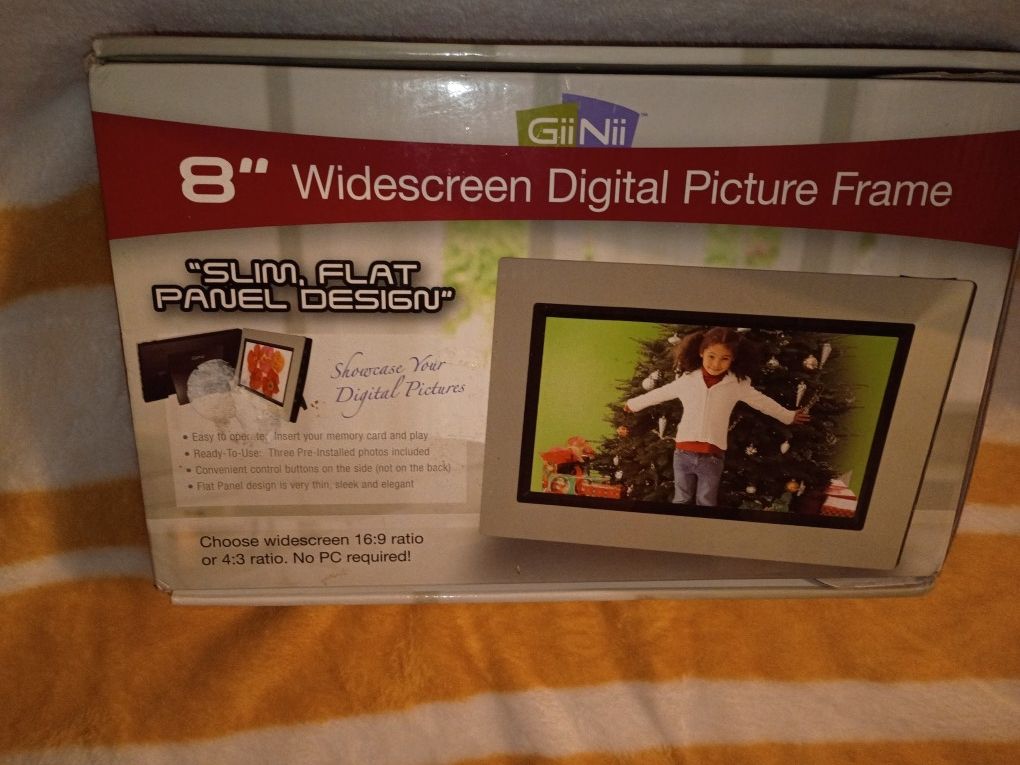 GiiNii™
8" Widescreen Digital Picture Frame
"SLIM, FLAT
PANEL DESIGN"
Showcase Your
Digital Pictures
• Easy to operate: Insert your memory card and play
• Ready-To-Use: Three Pre-Installed photos included
• Convenient control buttons on the side (not on the back)
• Flat Panel design is very thin, sleek and elegant
Choose widescreen 16:9 ratio
or 4:3 ratio. No PC required!